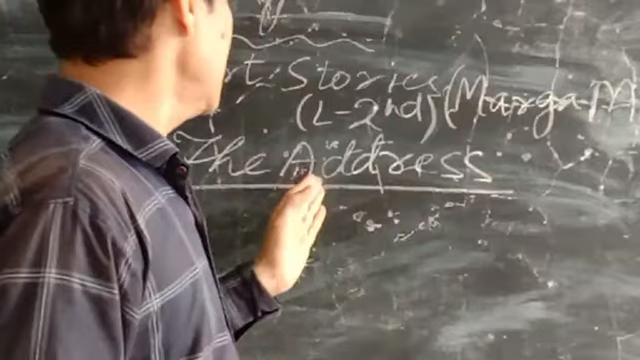 rt Stories (Marga M
(L-2nd)
The Address